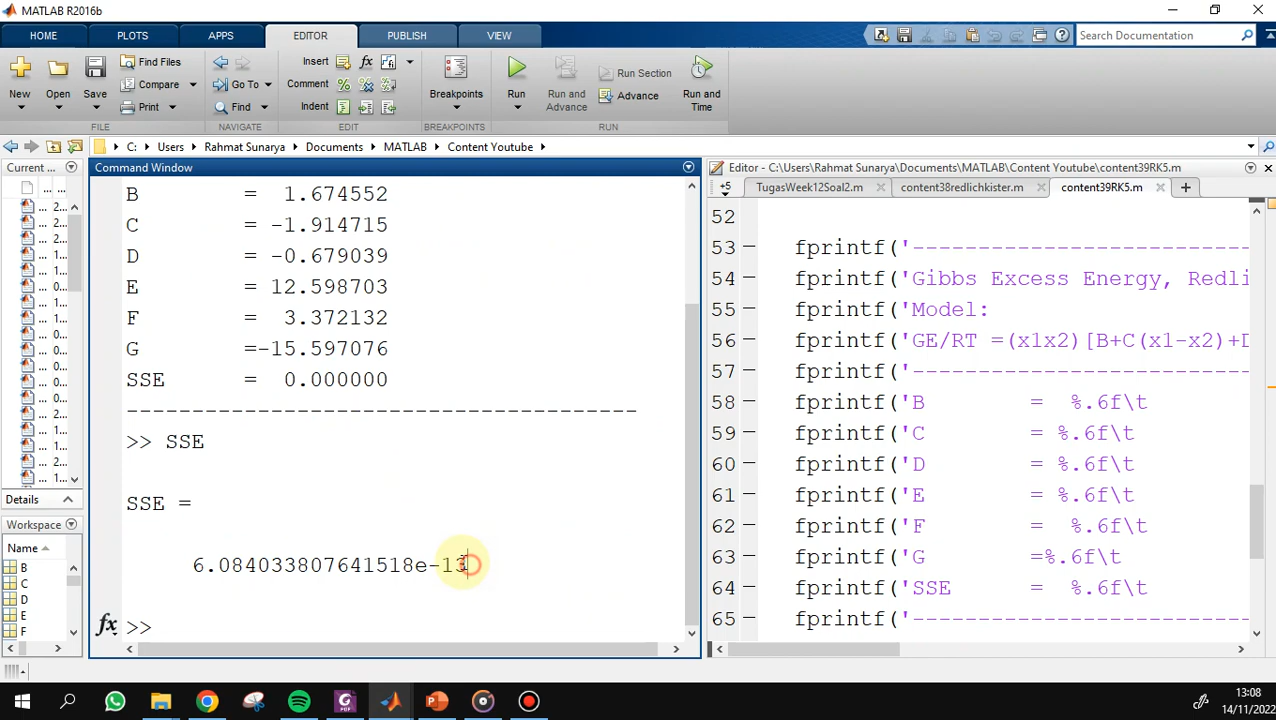 MATLAB R2016b
HOME PLOTS APPS EDITOR PUBLISH VIEW Search Documentation
New Open Save Find Files Compare Print
Go To Find
Insert fx
Comment
Indent
Breakpoints Run Run and Advance Run Section Advance Run and Time
FILE NAVIGATE EDIT BREAKPOINTS RUN
C: Users Rahmat Sunarya Documents MATLAB Content Youtube
Current ...
Details
Workspace
Name
B
C
D
E
F
Command Window
B = 1.674552
C = -1.914715
D = -0.679039
E = 12.598703
F = 3.372132
G =-15.597076
SSE = 0.000000
---------------------------------------
>> SSE
SSE =
6.084033807641518e-13
fx >>
Editor - C:\Users\Rahmat Sunarya\Documents\MATLAB\Content Youtube\content39RK5.m
+5 TugasWeek12Soal2.m content38redlichkister.m content39RK5.m
52
53 fprintf('--------------------------
54 fprintf('Gibbs Excess Energy, Redli
55 fprintf('Model:
56 fprintf('GE/RT =(x1x2)[B+C(x1-x2)+D
57 fprintf('--------------------------
58 fprintf('B = %.6f\t
59 fprintf('C = %.6f\t
60 fprintf('D = %.6f\t
61 fprintf('E = %.6f\t
62 fprintf('F = %.6f\t
63 fprintf('G =%.6f\t
64 fprintf('SSE = %.6f\t
65 fprintf('--------------------------
13:08
14/11/2022